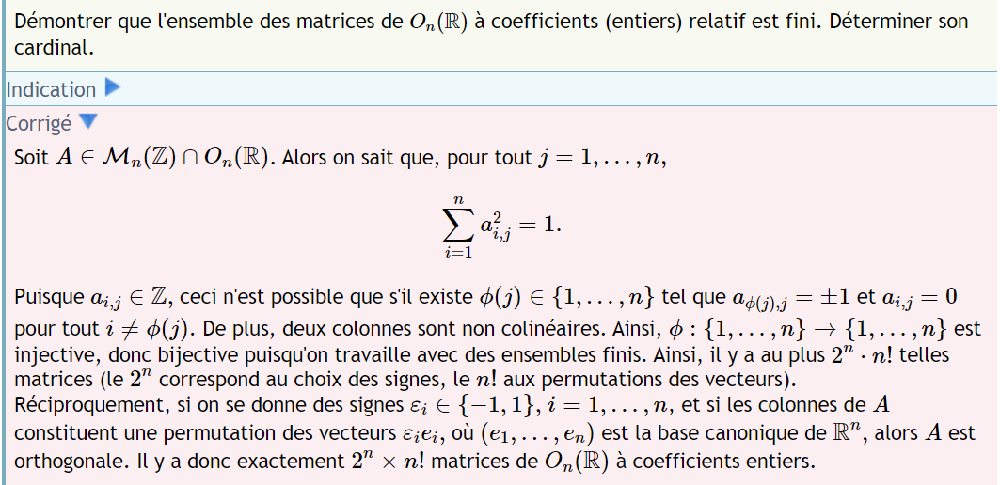 Démontrer que l'ensemble des matrices de $O_n(\mathbb{R})$ à coefficients (entiers) relatif est fini. Déterminer son
cardinal.
Indication
Corrigé
Soit $A \in \mathcal{M}_n(\mathbb{Z}) \cap O_n(\mathbb{R})$. Alors on sait que, pour tout $j = 1, \ldots, n$,
$\sum_{i=1}^{n} a_{i,j}^2 = 1.$
Puisque $a_{i,j} \in \mathbb{Z}$, ceci n'est possible que s'il existe $\phi(j) \in \{1, \ldots, n\}$ tel que $a_{\phi(j),j} = \pm 1$ et $a_{i,j} = 0$
pour tout $i \neq \phi(j)$. De plus, deux colonnes sont non colinéaires. Ainsi, $\phi : \{1, \ldots, n\} \to \{1, \ldots, n\}$ est
injective, donc bijective puisqu'on travaille avec des ensembles finis. Ainsi, il y a au plus $2^n \cdot n!$ telles
matrices (le $2^n$ correspond au choix des signes, le $n!$ aux permutations des vecteurs).
Réciproquement, si on se donne des signes $\varepsilon_i \in \{-1, 1\}$, $i = 1, \ldots, n$, et si les colonnes de $A$
constituent une permutation des vecteurs $\varepsilon_i e_i$, où $(e_1, \ldots, e_n)$ est la base canonique de $\mathbb{R}^n$, alors $A$ est
orthogonale. Il y a donc exactement $2^n \times n!$ matrices de $O_n(\mathbb{R})$ à coefficients entiers.